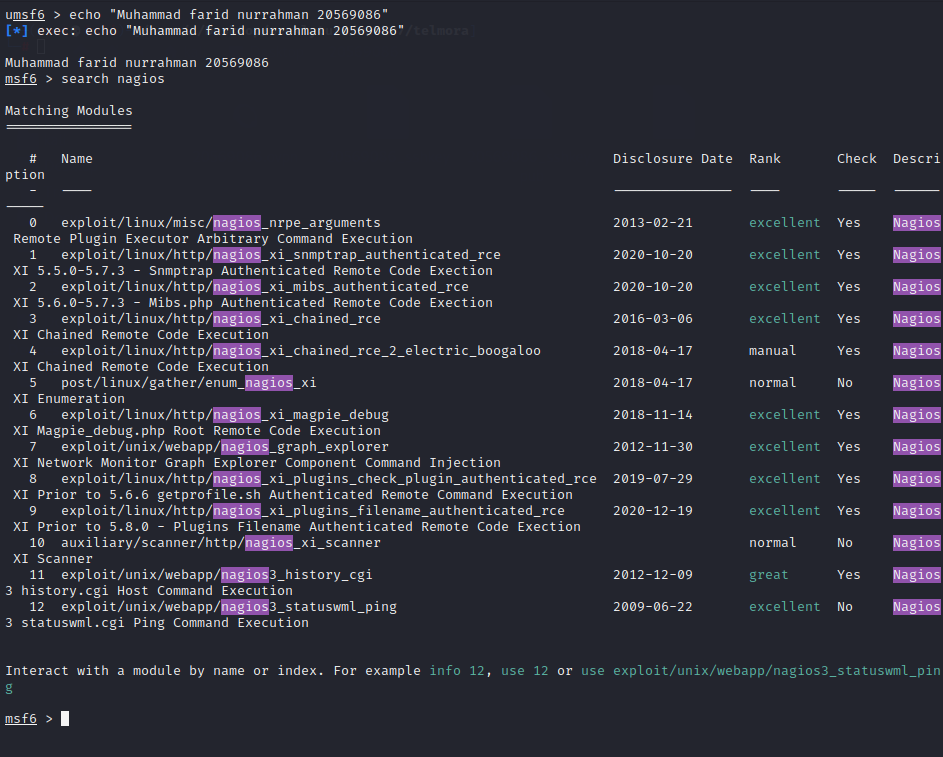 umsf6 > echo "Muhammad farid nurrahman 20569086"
[*] exec: echo "Muhammad farid nurrahman 20569086"/telmora
Muhammad farid nurrahman 20569086
msf6 > search nagios
Matching Modules
================
# Name Disclosure Date Rank Check Descri
ption
- ---- --------------- ---- ----- ------
-----
0 exploit/linux/misc/nagios_nrpe_arguments 2013-02-21 excellent Yes Nagios
Remote Plugin Executor Arbitrary Command Execution
1 exploit/linux/http/nagios_xi_snmptrap_authenticated_rce 2020-10-20 excellent Yes Nagios
XI 5.5.0-5.7.3 - Snmptrap Authenticated Remote Code Exection
2 exploit/linux/http/nagios_xi_mibs_authenticated_rce 2020-10-20 excellent Yes Nagios
XI 5.6.0-5.7.3 - Mibs.php Authenticated Remote Code Exection
3 exploit/linux/http/nagios_xi_chained_rce 2016-03-06 excellent Yes Nagios
XI Chained Remote Code Execution
4 exploit/linux/http/nagios_xi_chained_rce_2_electric_boogaloo 2018-04-17 manual Yes Nagios
XI Chained Remote Code Execution
5 post/linux/gather/enum_nagios_xi 2018-04-17 normal No Nagios
XI Enumeration
6 exploit/linux/http/nagios_xi_magpie_debug 2018-11-14 excellent Yes Nagios
XI Magpie_debug.php Root Remote Code Execution
7 exploit/unix/webapp/nagios_graph_explorer 2012-11-30 excellent Yes Nagios
XI Network Monitor Graph Explorer Component Command Injection
8 exploit/linux/http/nagios_xi_plugins_check_plugin_authenticated_rce 2019-07-29 excellent Yes Nagios
XI Prior to 5.6.6 getprofile.sh Authenticated Remote Command Execution
9 exploit/linux/http/nagios_xi_plugins_filename_authenticated_rce 2020-12-19 excellent Yes Nagios
XI Prior to 5.8.0 - Plugins Filename Authenticated Remote Code Exection
10 auxiliary/scanner/http/nagios_xi_scanner normal No Nagios
XI Scanner
11 exploit/unix/webapp/nagios3_history_cgi 2012-12-09 great Yes Nagios
3 history.cgi Host Command Execution
12 exploit/unix/webapp/nagios3_statuswml_ping 2009-06-22 excellent No Nagios
3 statuswml.cgi Ping Command Execution
Interact with a module by name or index. For example info 12, use 12 or use exploit/unix/webapp/nagios3_statuswml_pin
g
msf6 >